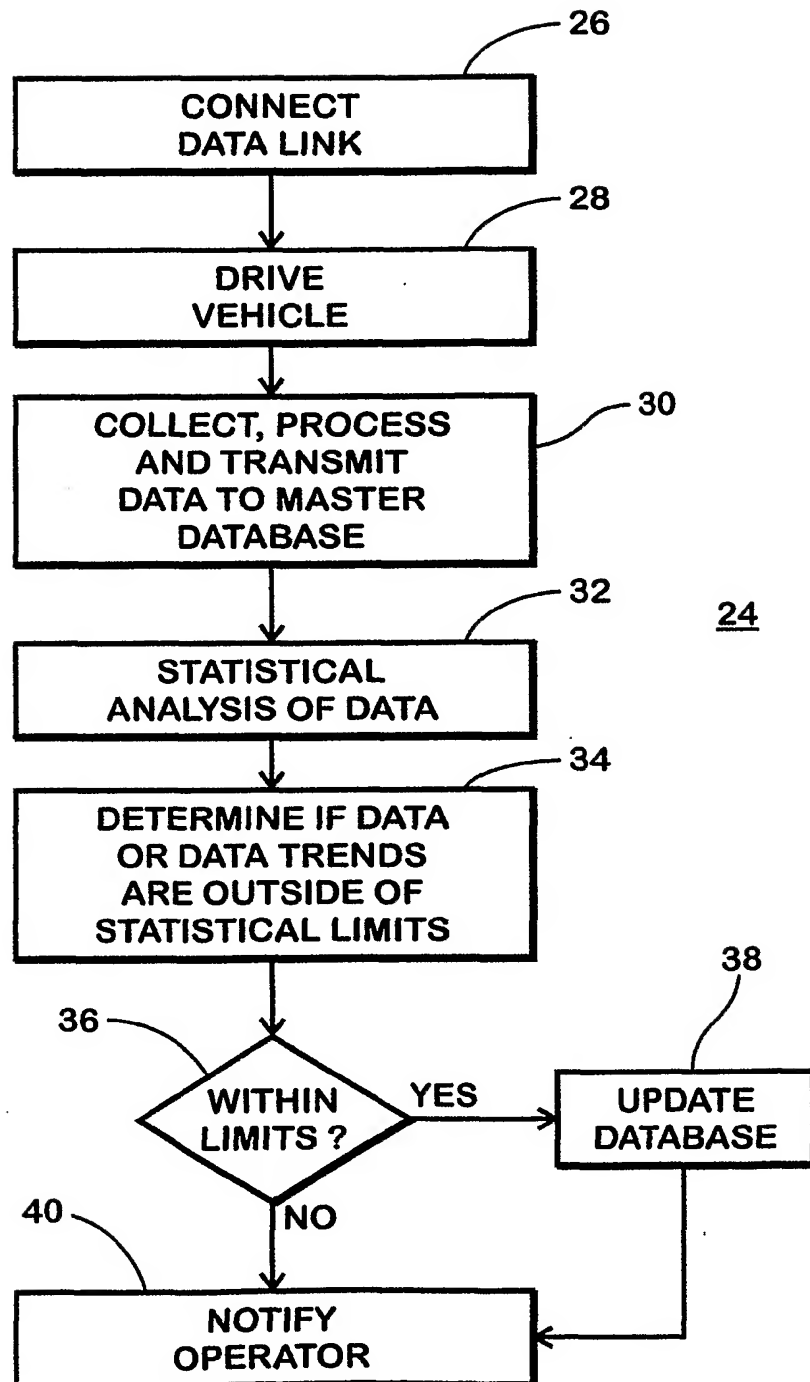 26
CONNECT
DATA LINK
28
DRIVE
VEHICLE
30
COLLECT, PROCESS
AND TRANSMIT
DATA TO MASTER
DATABASE
32
24
STATISTICAL
ANALYSIS OF DATA
34
DETERMINE IF DATA
OR DATA TRENDS
ARE OUTSIDE OF
STATISTICAL LIMITS
36
38
WITHIN
LIMITS ?
YES
UPDATE
DATABASE
NO
40
NOTIFY
OPERATOR